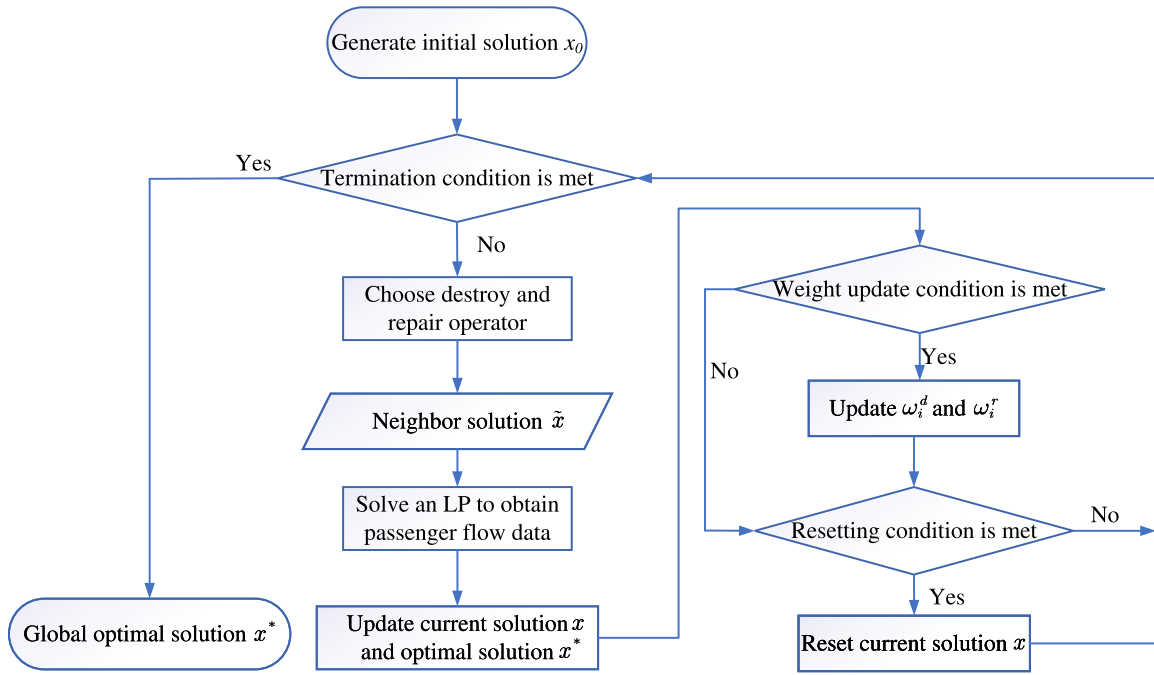 Generate initial solution x₀
Yes
Termination condition is met
No
Choose destroy and
repair operator
Neighbor solution x̃
Solve an LP to obtain
passenger flow data
Update current solution x
and optimal solution x*
Global optimal solution x*
Weight update condition is met
No
Yes
Update ωᵢᵈ and ωᵢʳ
Resetting condition is met
No
Yes
Reset current solution x